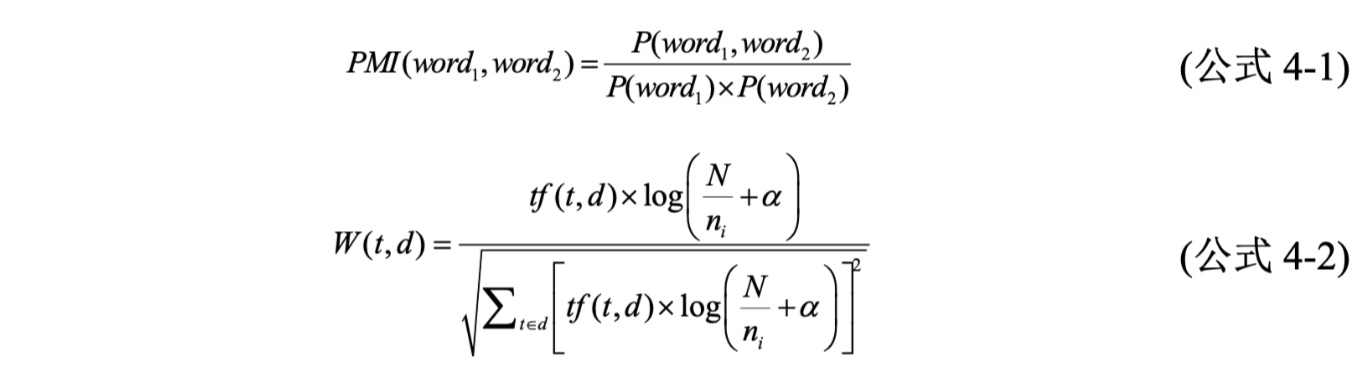 PMI(word₁, word₂) = P(word₁, word₂) / P(word₁)×P(word₂) (公式 4-1)
W(t,d) = tf(t,d)×log(N/nᵢ+α) / √∑ₜ∈d[tf(t,d)×log(N/nᵢ+α)]² (公式 4-2)